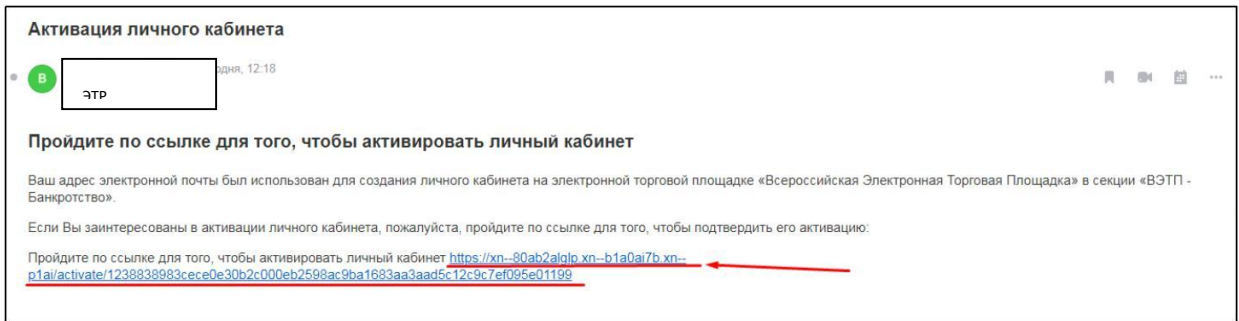 Активация личного кабинета
В
одня, 12:18
ЭТР
Пройдите по ссылке для того, чтобы активировать личный кабинет
Ваш адрес электронной почты был использован для создания личного кабинета на электронной торговой площадке «Всероссийская Электронная Торговая Площадка» в секции «ВЭТП -
Банкротство».
Если Вы заинтересованы в активации личного кабинета, пожалуйста, пройдите по ссылке для того, чтобы подтвердить его активацию:
Пройдите по ссылке для того, чтобы активировать личный кабинет https://xn--80ab2alglp.xn--b1a0ai7b.xn--
p1ai/activate/1238838983cece0e30b2c000eb2598ac9ba1683aa3aad5c12c9c7ef095e01199